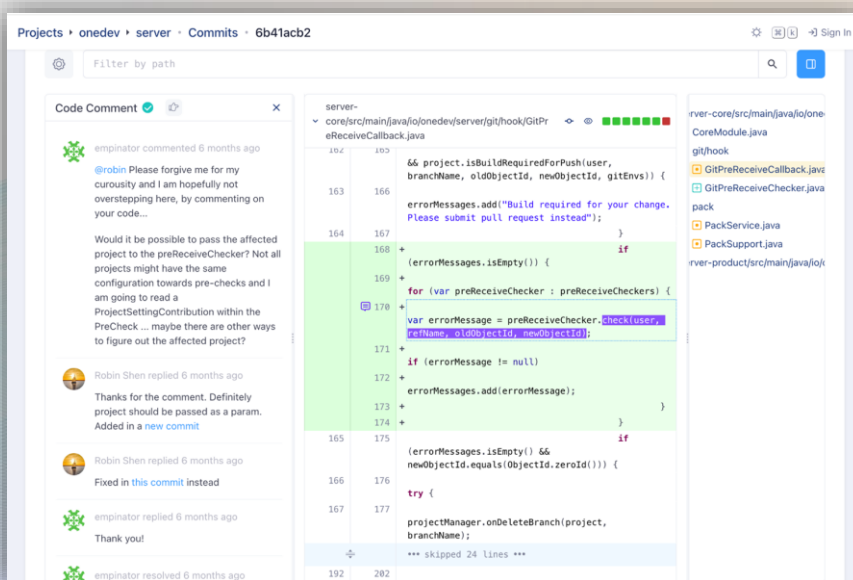 Projects › onedev › server · Commits · 6b41acb2
⌘ k Sign In
Filter by path
Code Comment
empinator commented 6 months ago
@robin Please forgive me for my
curousity and I am hopefully not
overstepping here, by commenting on
your code...
Would it be possible to pass the affected
project to the preReceiveChecker? Not all
projects might have the same
configuration towards pre-checks and I
am going to read a
ProjectSettingContribution within the
PreCheck ... maybe there are other ways
to figure out the affected project?
Robin Shen replied 6 months ago
Thanks for the comment. Definitely
project should be passed as a param.
Added in a new commit
Robin Shen replied 6 months ago
Fixed in this commit instead
empinator replied 6 months ago
Thank you!
empinator resolved 6 months ago
server-
core/src/main/java/io/onedev/server/git/hook/GitPr
eReceiveCallback.java
162 165
&& project.isBuildRequiredForPush(user,
branchName, oldObjectId, newObjectId, gitEnvs)) {
163 166
errorMessages.add("Build required for your change.
Please submit pull request instead");
164 167 }
168 + if
(errorMessages.isEmpty()) {
169 +
for (var preReceiveChecker : preReceiveCheckers) {
170 +
var errorMessage = preReceiveChecker.check(user,
refName, oldObjectId, newObjectId);
171 +
if (errorMessage != null)
172 +
errorMessages.add(errorMessage);
173 + }
174 + }
165 175 if
(errorMessages.isEmpty() &&
newObjectId.equals(ObjectId.zeroId())) {
166 176
try {
167 177
projectManager.onDeleteBranch(project,
branchName);
••• skipped 24 lines •••
192 202
rver-core/src/main/java/io/one
CoreModule.java
git/hook
GitPreReceiveCallback.java
GitPreReceiveChecker.java
pack
PackService.java
PackSupport.java
rver-product/src/main/java/io/